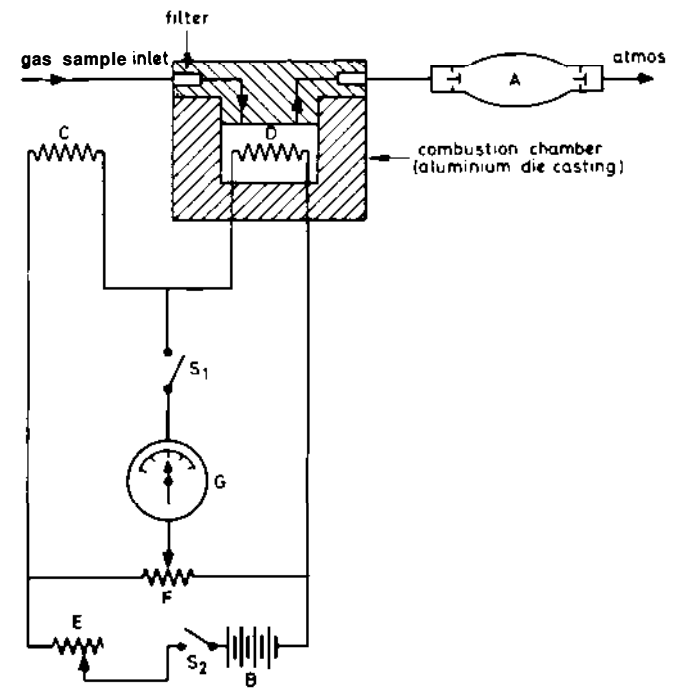 filter
gas sample inlet
A
atmos
C
D
combustion chamber
(aluminium die casting)
S1
G
F
E
S2
B